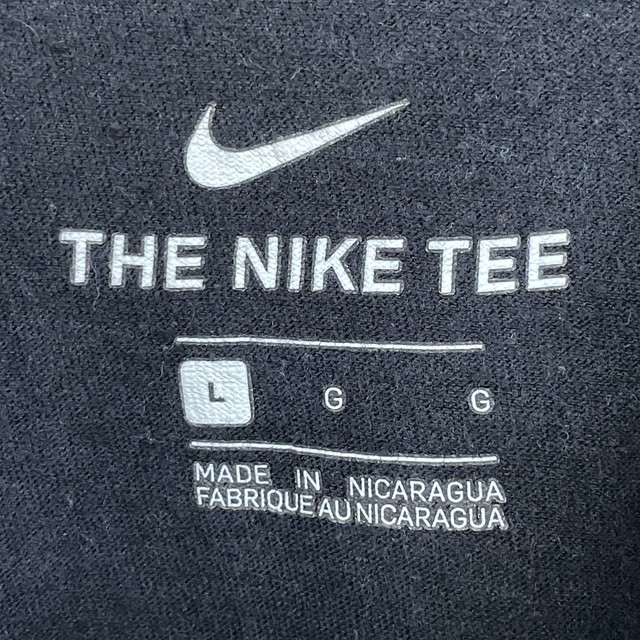 THE NIKE TEE
L G G
MADE IN NICARAGUA
FABRIQUE AU NICARAGUA